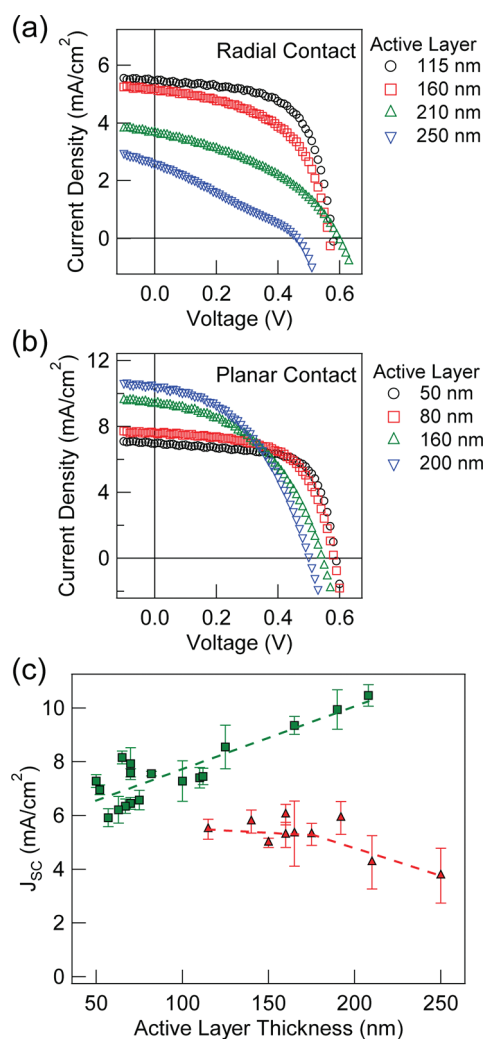 (a)
Radial Contact
Active Layer
115 nm
160 nm
210 nm
250 nm
Current Density (mA/cm²)
6
4
2
0
0.0 0.2 0.4 0.6
Voltage (V)
(b)
Planar Contact
Active Layer
50 nm
80 nm
160 nm
200 nm
Current Density (mA/cm²)
12
8
4
0
0.0 0.2 0.4 0.6
Voltage (V)
(c)
J_SC (mA/cm²)
10
8
6
4
2
0
50 100 150 200 250
Active Layer Thickness (nm)